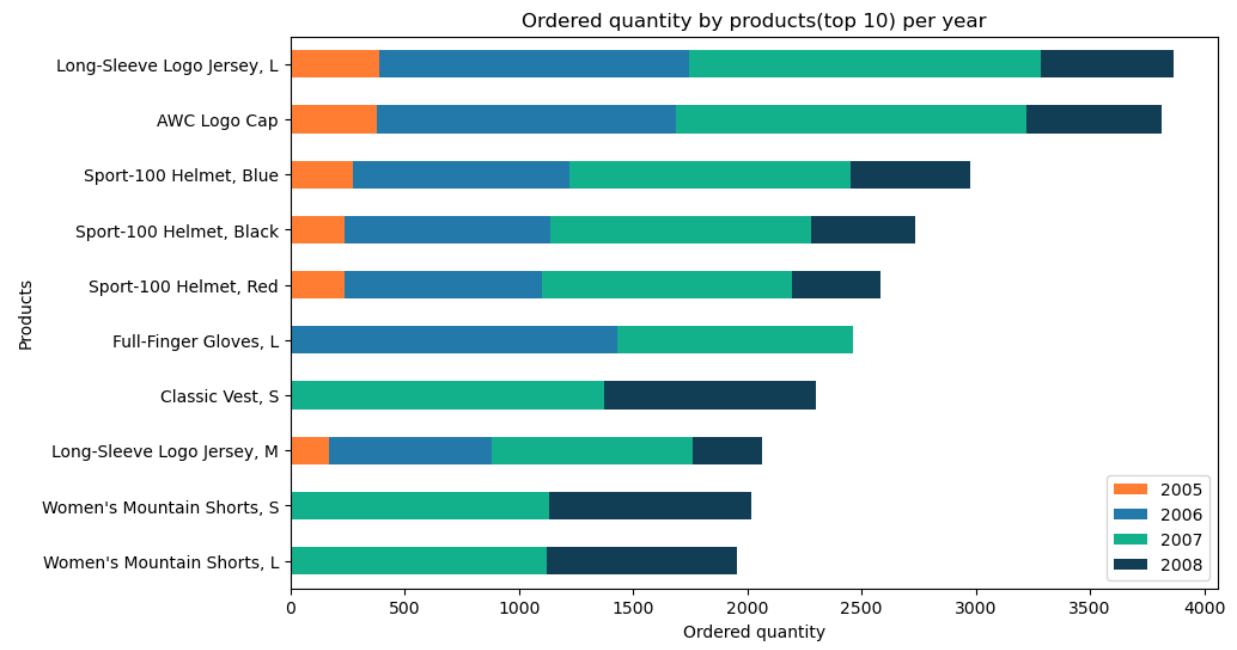 Ordered quantity by products(top 10) per year
Long-Sleeve Logo Jersey, L
AWC Logo Cap
Sport-100 Helmet, Blue
Sport-100 Helmet, Black
Sport-100 Helmet, Red
Full-Finger Gloves, L
Classic Vest, S
Long-Sleeve Logo Jersey, M
Women's Mountain Shorts, S
Women's Mountain Shorts, L
Products
2005
2006
2007
2008
0 500 1000 1500 2000 2500 3000 3500 4000
Ordered quantity